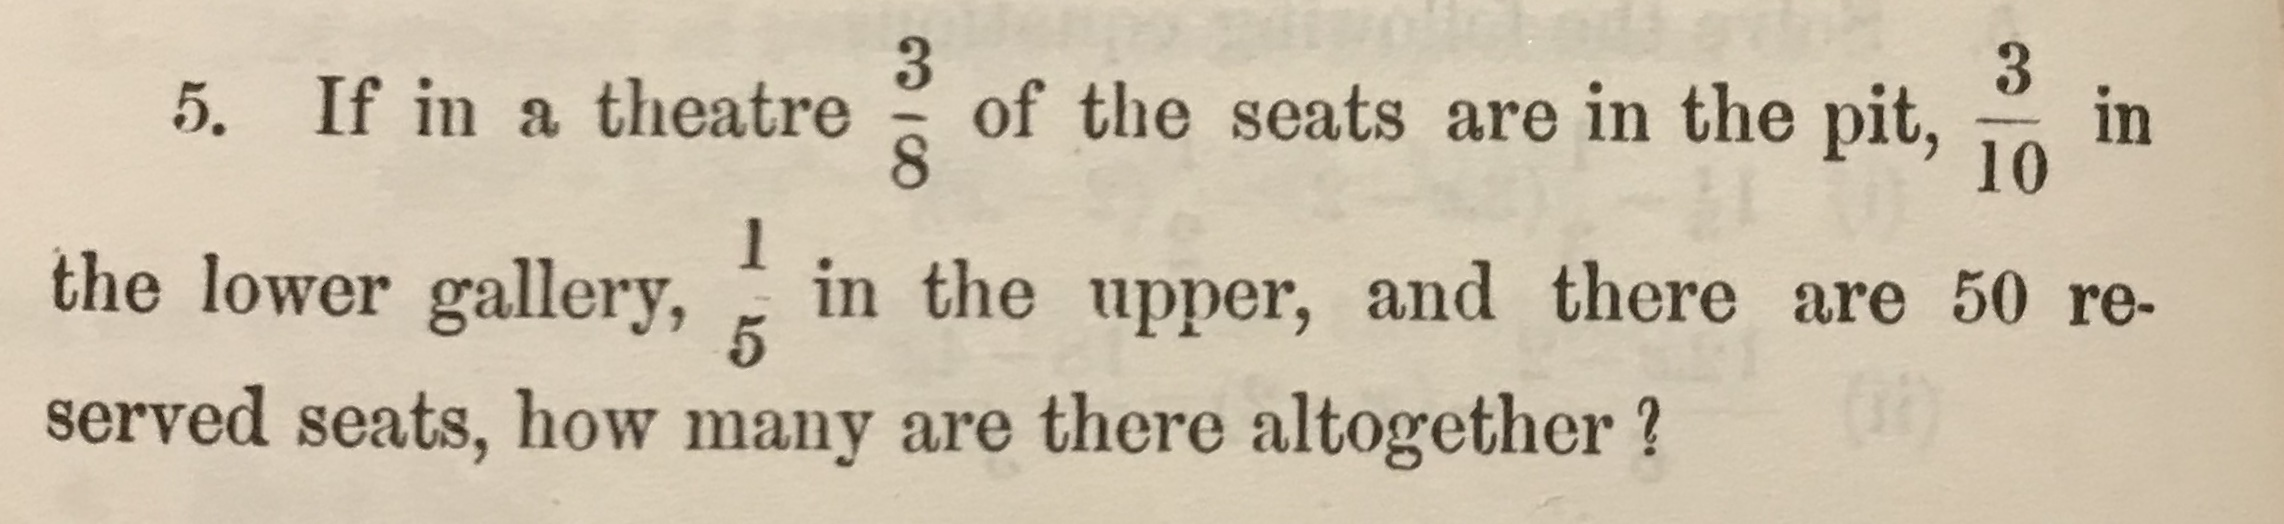 5. If in a theatre 3/8 of the seats are in the pit, 3/10 in
the lower gallery, 1/5 in the upper, and there are 50 re-
served seats, how many are there altogether ?